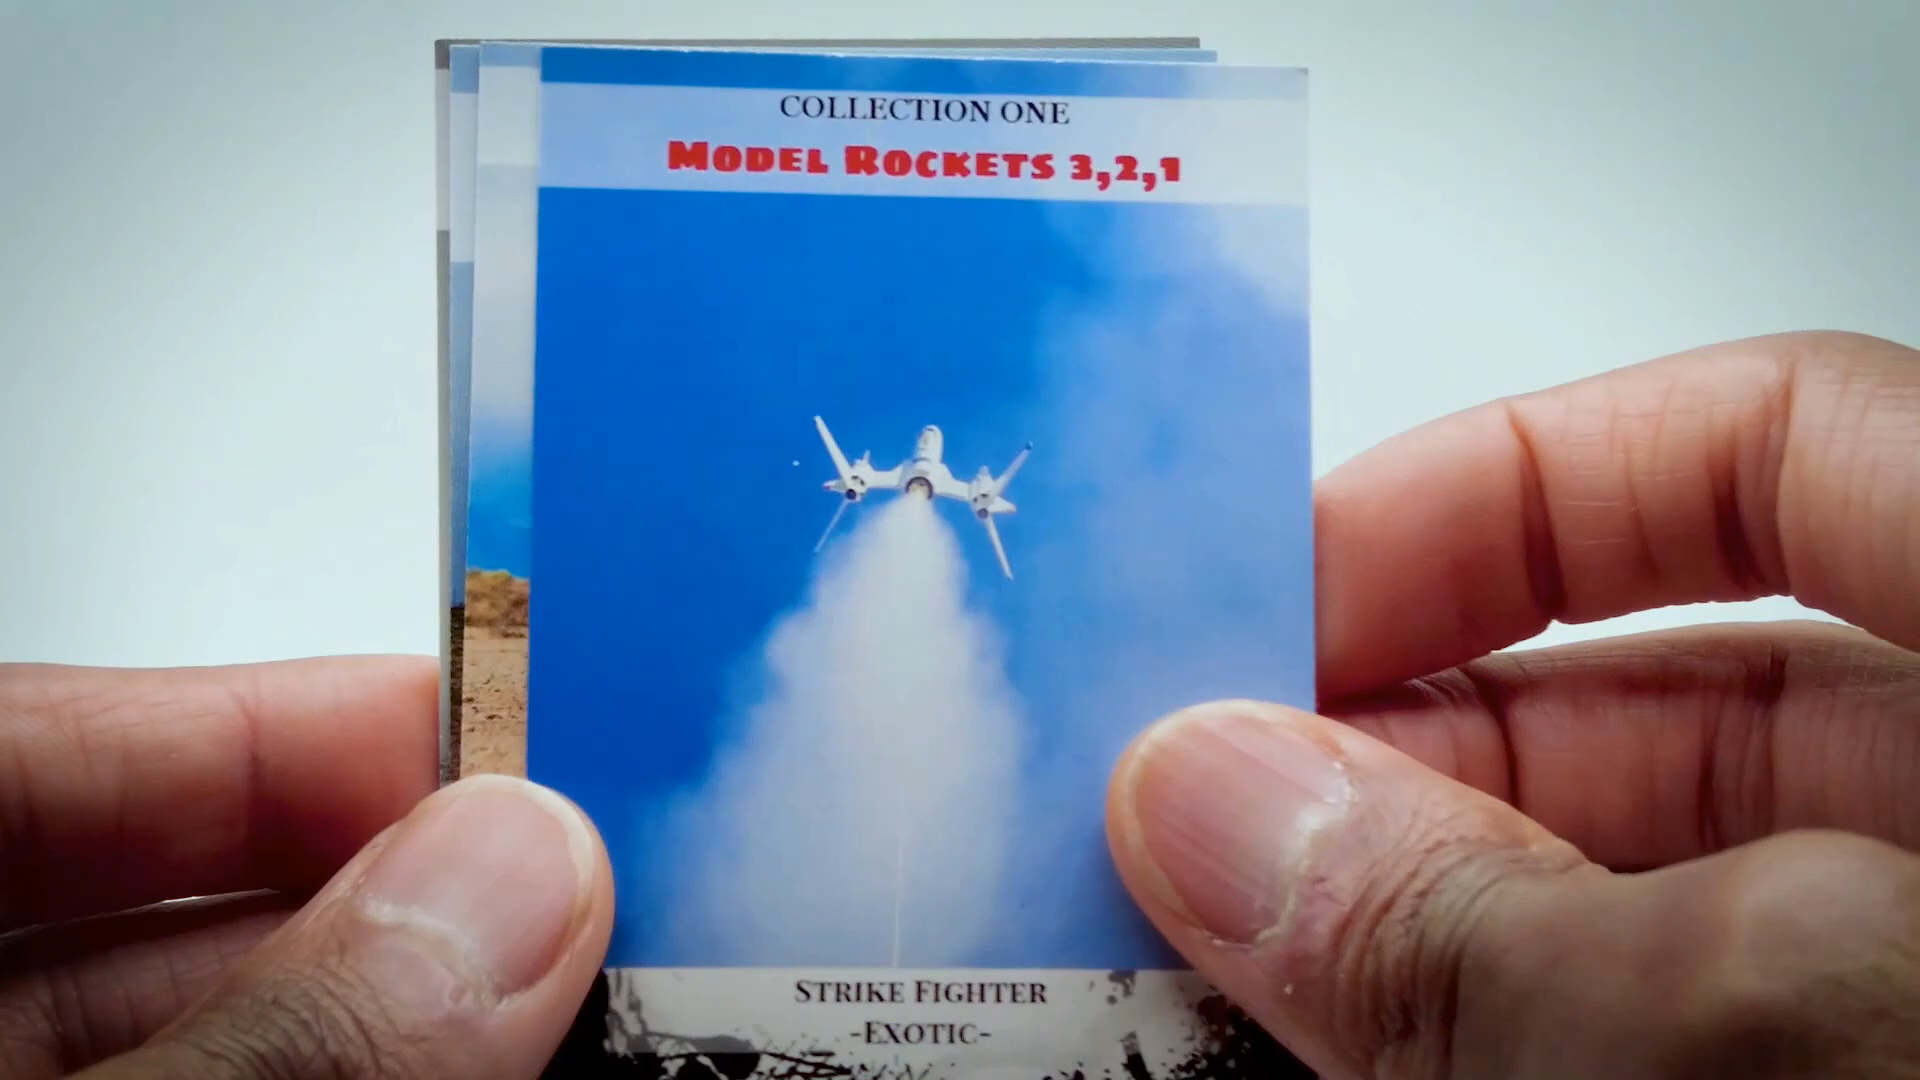 COLLECTION ONE
MODEL ROCKETS 3,2,1
STRIKE FIGHTER
-EXOTIC-